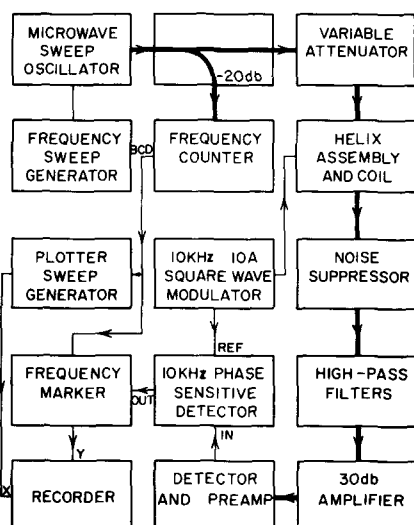 MICROWAVE
SWEEP
OSCILLATOR
-20db
VARIABLE
ATTENUATOR
FREQUENCY
SWEEP
GENERATOR
BCD
FREQUENCY
COUNTER
HELIX
ASSEMBLY
AND COIL
PLOTTER
SWEEP
GENERATOR
10KHz 10A
SQUARE WAVE
MODULATOR
NOISE
SUPPRESSOR
REF
FREQUENCY
MARKER
OUT
10KHz PHASE
SENSITIVE
DETECTOR
HIGH-PASS
FILTERS
Y
IN
X
RECORDER
DETECTOR
AND PREAMP
30db
AMPLIFIER